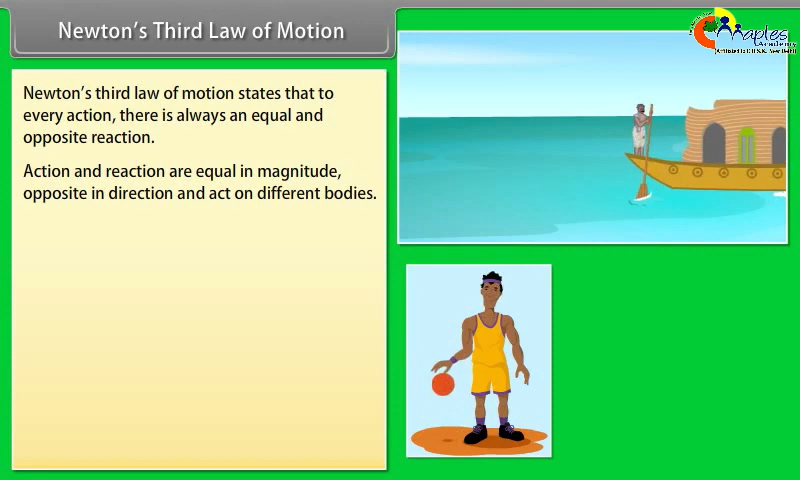 Newton's Third Law of Motion
maples
Academy
Newton's third law of motion states that to
every action, there is always an equal and
opposite reaction.
Action and reaction are equal in magnitude,
opposite in direction and act on different bodies.